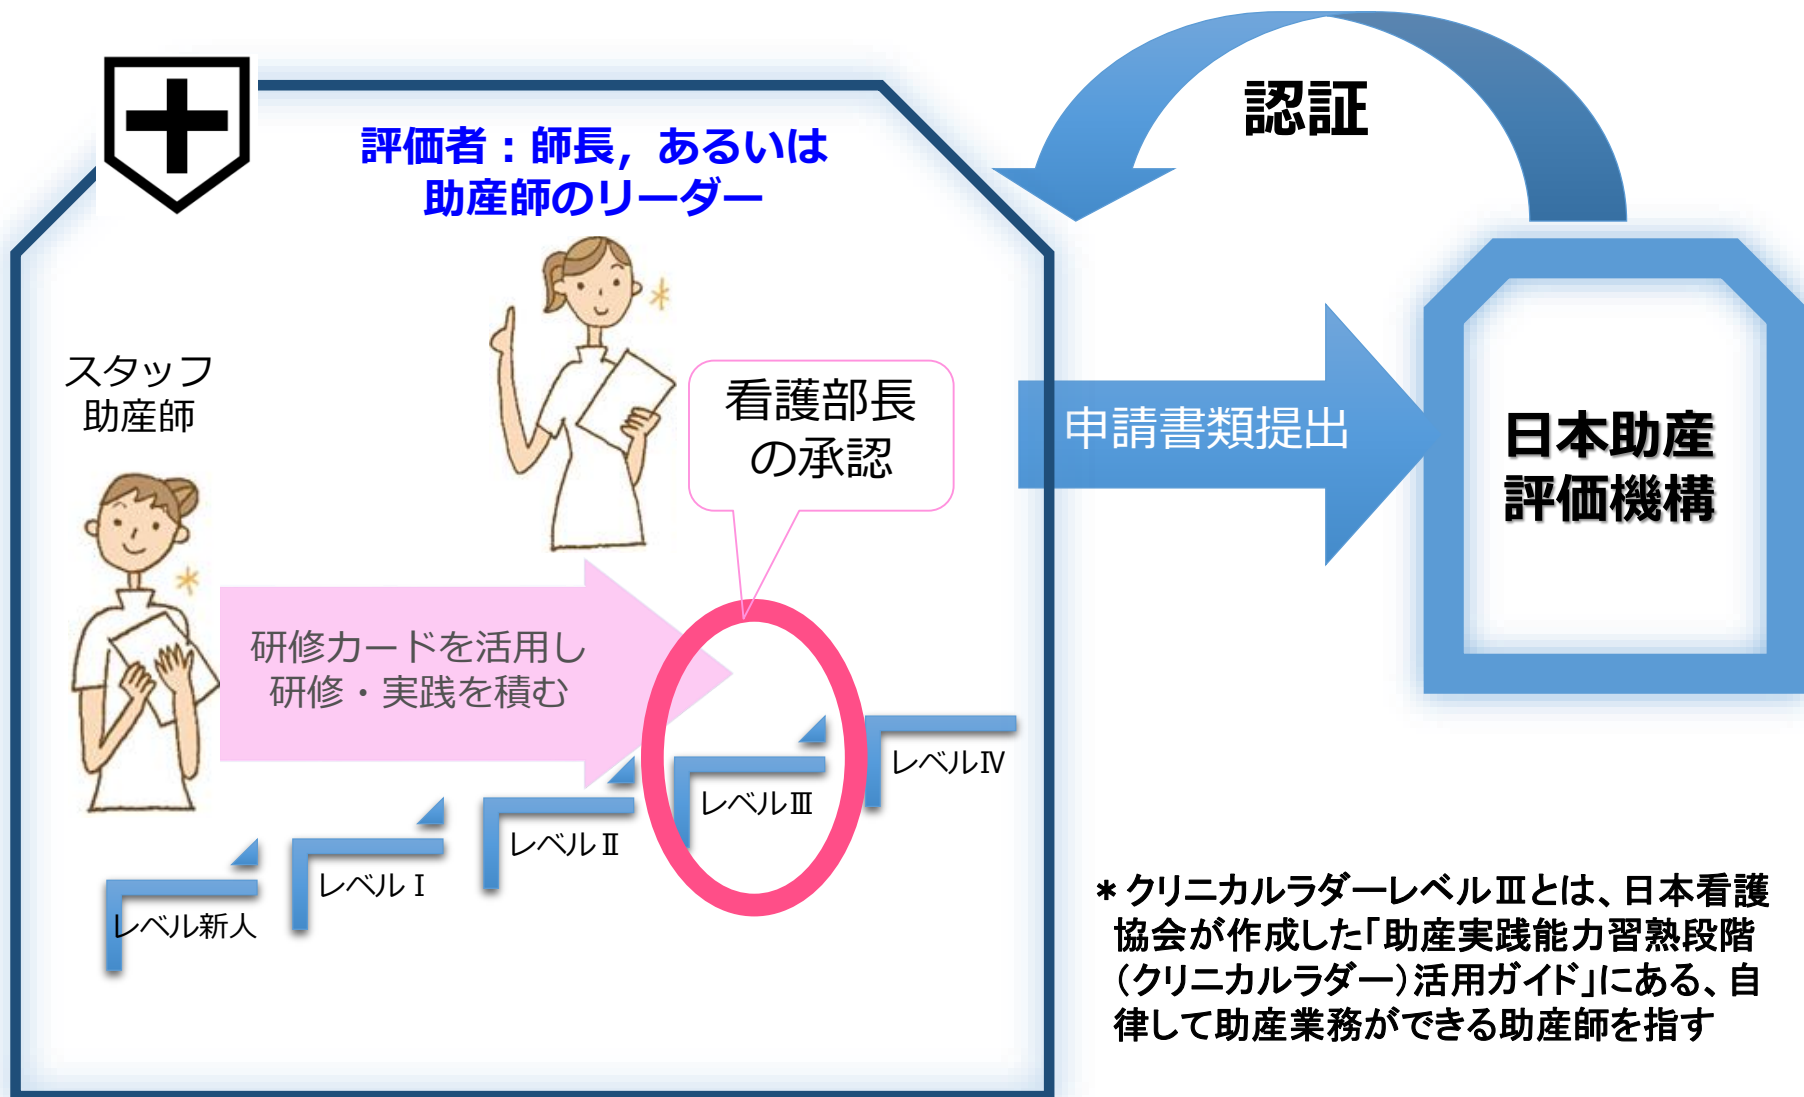 認証
評価者：師長，あるいは
助産師のリーダー
スタッフ
助産師
看護部長
の承認
申請書類提出
日本助産
評価機構
研修カードを活用し
研修・実践を積む
レベル新人
レベルⅠ
レベルⅡ
レベルⅢ
レベルⅣ
＊クリニカルラダーレベルⅢとは、日本看護
協会が作成した「助産実践能力習熟段階
（クリニカルラダー）活用ガイド」にある、自
律して助産業務ができる助産師を指す